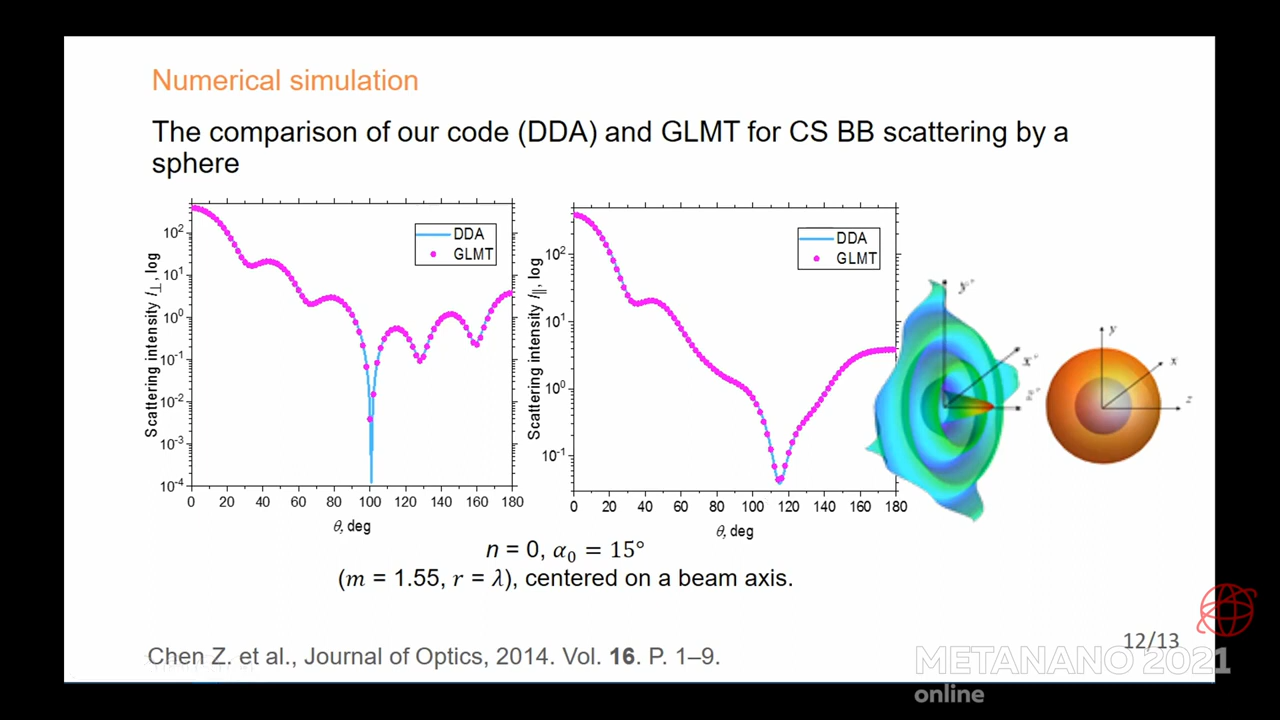 Numerical simulation
The comparison of our code (DDA) and GLMT for CS BB scattering by a
sphere
Scattering intensity I⊥, log
10²
10¹
10⁰
10⁻¹
10⁻²
10⁻³
10⁻⁴
0 20 40 60 80 100 120 140 160 180
θ, deg
DDA
GLMT
Scattering intensity I∥, log
10²
10¹
10⁰
10⁻¹
0 20 40 60 80 100 120 140 160 180
θ, deg
DDA
GLMT
y
x
z
n = 0, α₀ = 15°
(m = 1.55, r = λ), centered on a beam axis.
Chen Z. et al., Journal of Optics, 2014. Vol. 16. P. 1–9.
12/13
METANANO 2021
online